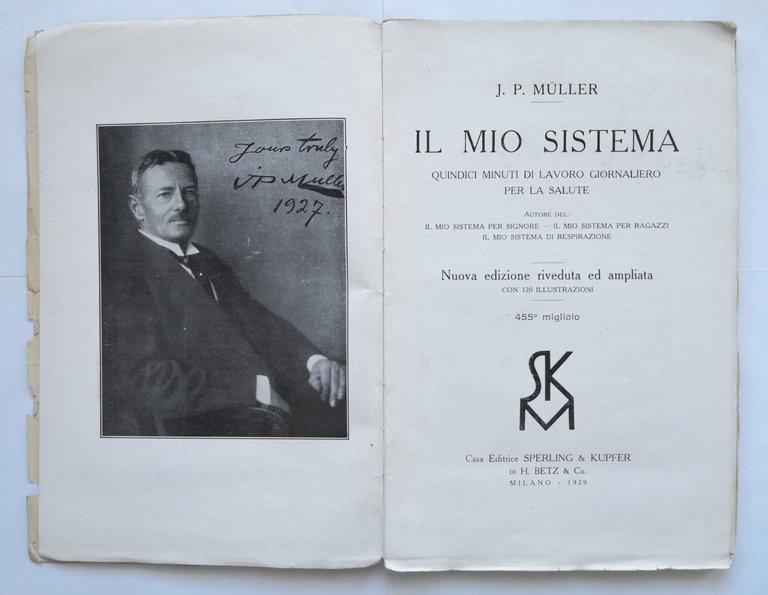 Yours truly
JP Muller
1927.
J. P. MÜLLER
IL MIO SISTEMA
QUINDICI MINUTI DI LAVORO GIORNALIERO
PER LA SALUTE
AUTORE DEL:
IL MIO SISTEMA PER SIGNORE — IL MIO SISTEMA PER RAGAZZI
IL MIO SISTEMA DI RESPIRAZIONE
Nuova edizione riveduta ed ampliata
CON 120 ILLUSTRAZIONI
455° migliaio
SKM
Casa Editrice SPERLING & KUPFER
DI H. BETZ & Co.
MILANO - 1929